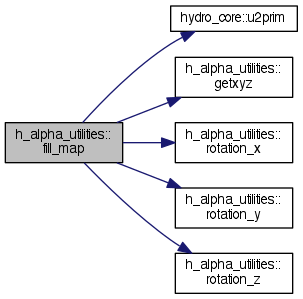 hydro_core::u2prim
h_alpha_utilities::
getxyz
h_alpha_utilities::
fill_map
h_alpha_utilities::
rotation_x
h_alpha_utilities::
rotation_y
h_alpha_utilities::
rotation_z